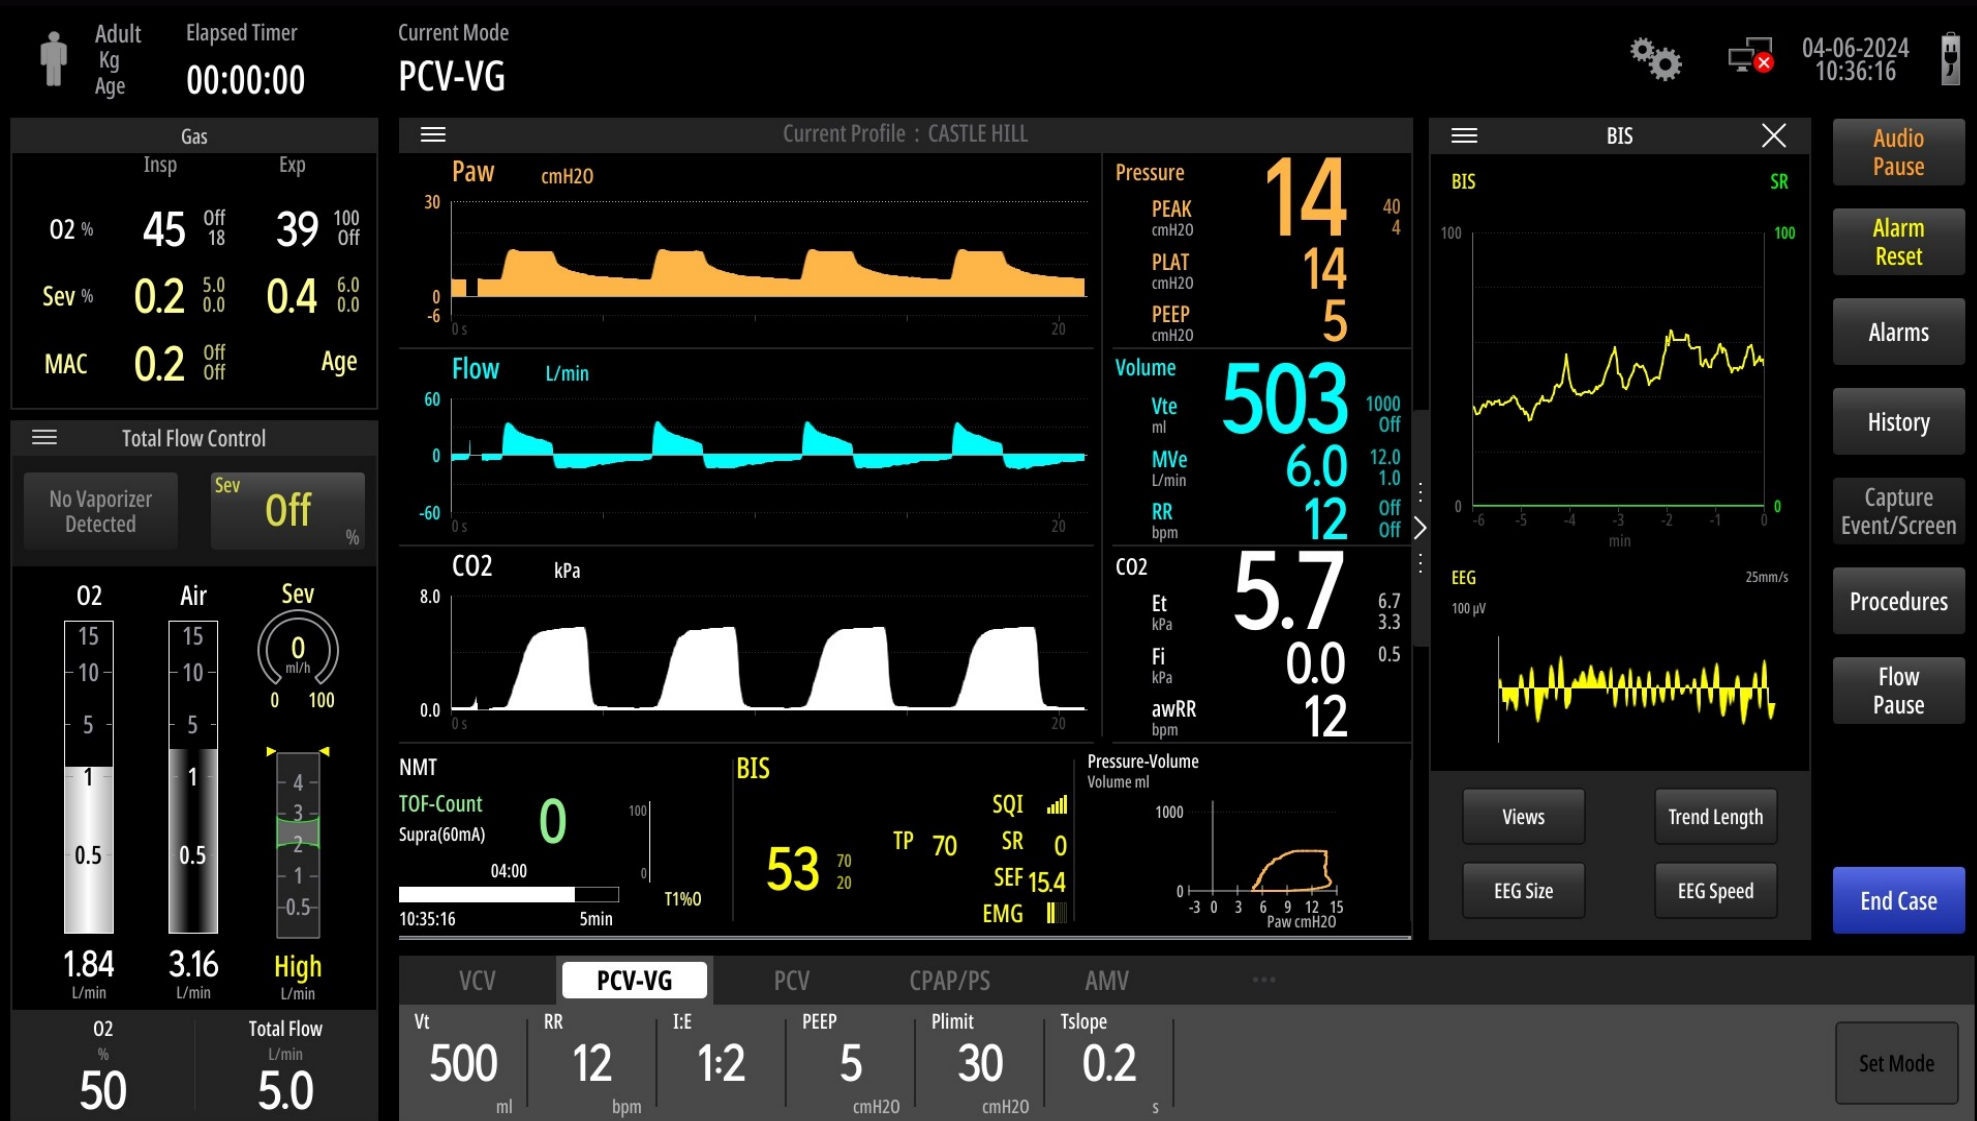 Adult
Kg
Age
Elapsed Timer
00:00:00
Current Mode
PCV-VG
04-06-2024
10:36:16
Gas
Insp Exp
O2 % 45 Off 18 39 100 Off
Sev % 0.2 5.0 0.0 0.4 6.0 0.0
MAC 0.2 Off Off Age
Total Flow Control
No Vaporizer
Detected
Sev
Off
%
O2 Air Sev
15
10
5
1
0.5
15
10
5
1
0.5
0
ml/h
0 100
4
3
2
1
0.5
1.84
L/min
3.16
L/min
High
L/min
O2
%
50
Total Flow
L/min
5.0
Current Profile : CASTLE HILL
Paw cmH2O
30
0
-6
0 s 20
Flow L/min
60
0
-60
0 s 20
CO2 kPa
8.0
0.0
0 s 20
Pressure
PEAK
cmH2O
14
40
4
PLAT
cmH2O
14
PEEP
cmH2O
5
Volume
Vte
ml
503
1000
Off
MVe
L/min
6.0
12.0
1.0
RR
bpm
12
Off
Off
CO2
Et
kPa
5.7
6.7
3.3
Fi
kPa
0.0
0.5
awRR
bpm
12
NMT
TOF-Count
0
Supra(60mA)
100
0
04:00
10:35:16 5min
T1%0
BIS
53
70
20
TP 70
SQI
SR 0
SEF 15.4
EMG
Pressure-Volume
Volume ml
1000
0
-3 0 3 6 9 12 15
Paw cmH2O
BIS
BIS SR
100 100
0 0
-6 -5 -4 -3 -2 -1 0
min
EEG 25mm/s
100 µV
Views
Trend Length
EEG Size
EEG Speed
Audio
Pause
Alarm
Reset
Alarms
History
Capture
Event/Screen
Procedures
Flow
Pause
End Case
VCV PCV-VG PCV CPAP/PS AMV ...
Vt
500
ml
RR
12
bpm
I:E
1:2
PEEP
5
cmH2O
Plimit
30
cmH2O
Tslope
0.2
s
Set Mode